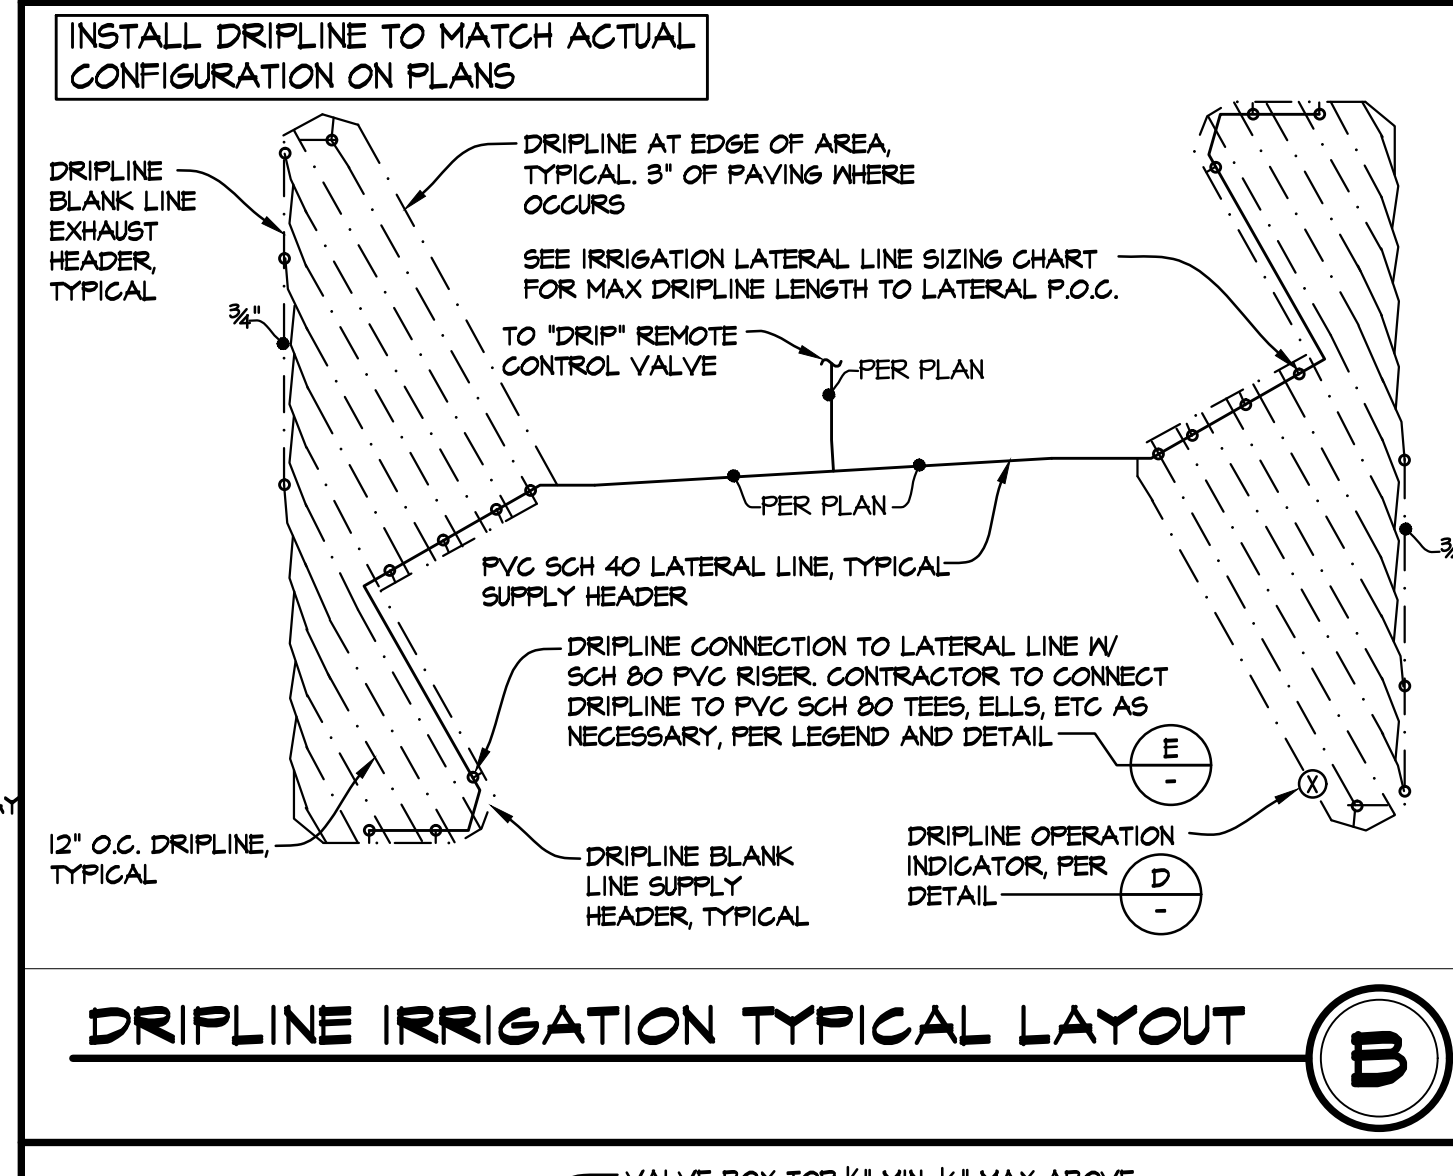 INSTALL DRIPLINE TO MATCH ACTUAL
CONFIGURATION ON PLANS
DRIPLINE
BLANK LINE
EXHAUST
HEADER,
TYPICAL
3/4"
DRIPLINE AT EDGE OF AREA,
TYPICAL. 3" OF PAVING WHERE
OCCURS
SEE IRRIGATION LATERAL LINE SIZING CHART
FOR MAX DRIPLINE LENGTH TO LATERAL P.O.C.
TO "DRIP" REMOTE
CONTROL VALVE
PER PLAN
PER PLAN
PVC SCH 40 LATERAL LINE, TYPICAL
SUPPLY HEADER
DRIPLINE CONNECTION TO LATERAL LINE W/
SCH 80 PVC RISER. CONTRACTOR TO CONNECT
DRIPLINE TO PVC SCH 80 TEES, ELLS, ETC AS
NECESSARY, PER LEGEND AND DETAIL
E
-
X
12" O.C. DRIPLINE,
TYPICAL
DRIPLINE BLANK
LINE SUPPLY
HEADER, TYPICAL
DRIPLINE OPERATION
INDICATOR, PER
DETAIL
D
-
DRIPLINE IRRIGATION TYPICAL LAYOUT
B